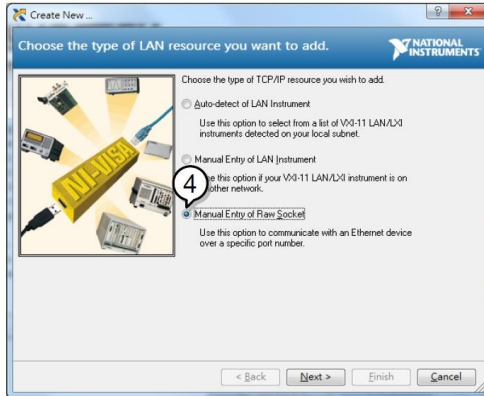 Create New ...
Choose the type of LAN resource you want to add.
NATIONAL
INSTRUMENTS
Choose the type of TCP/IP resource you wish to add.
Auto-detect of LAN Instrument
Use this option to select from a list of VXI-11 LAN/LXI
instruments detected on your local subnet.
Manual Entry of LAN Instrument
this option if your VXI-11 LAN/LXI instrument is on
network.
4
Manual Entry of Raw Socket
Use this option to communicate with an Ethernet device
over a specific port number.
NI-VISA
< Back
Next >
Finish
Cancel